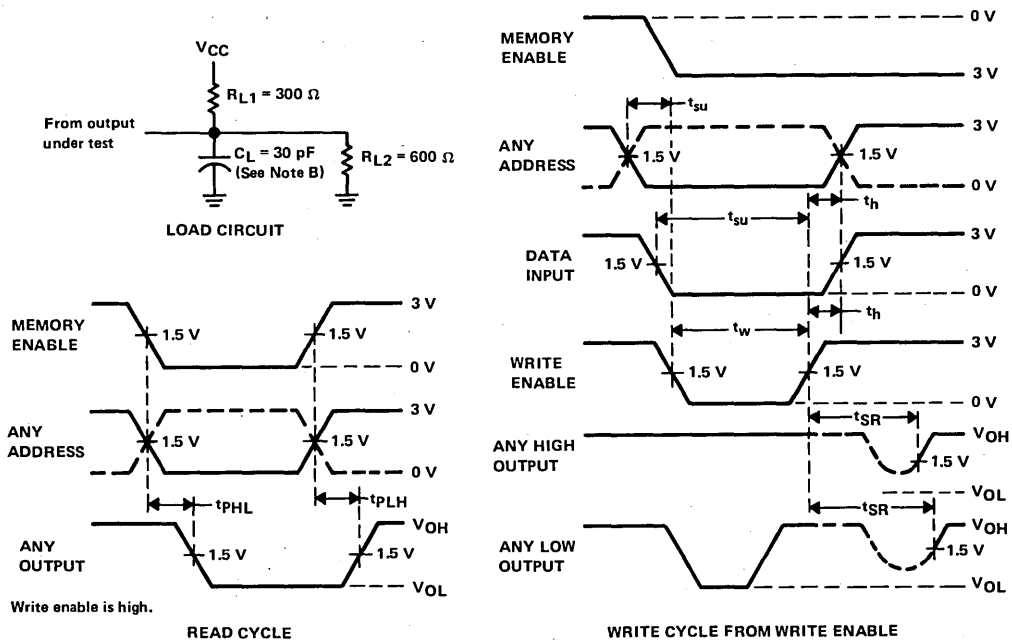 VCC
RL1 = 300 Ω
From output
under test
CL = 30 pF
(See Note B)
RL2 = 600 Ω
LOAD CIRCUIT
MEMORY
ENABLE
1.5 V
1.5 V
3 V
0 V
ANY
ADDRESS
1.5 V
1.5 V
3 V
0 V
tPHL
tPLH
ANY
OUTPUT
1.5 V
1.5 V
VOH
VOL
Write enable is high.
READ CYCLE
MEMORY
ENABLE
0 V
3 V
tsu
ANY
ADDRESS
1.5 V
1.5 V
3 V
0 V
tsu
th
DATA
INPUT
1.5 V
1.5 V
3 V
0 V
tw
th
WRITE
ENABLE
1.5 V
1.5 V
3 V
0 V
tSR
ANY HIGH
OUTPUT
VOH
1.5 V
VOL
tSR
ANY LOW
OUTPUT
VOH
1.5 V
VOL
WRITE CYCLE FROM WRITE ENABLE